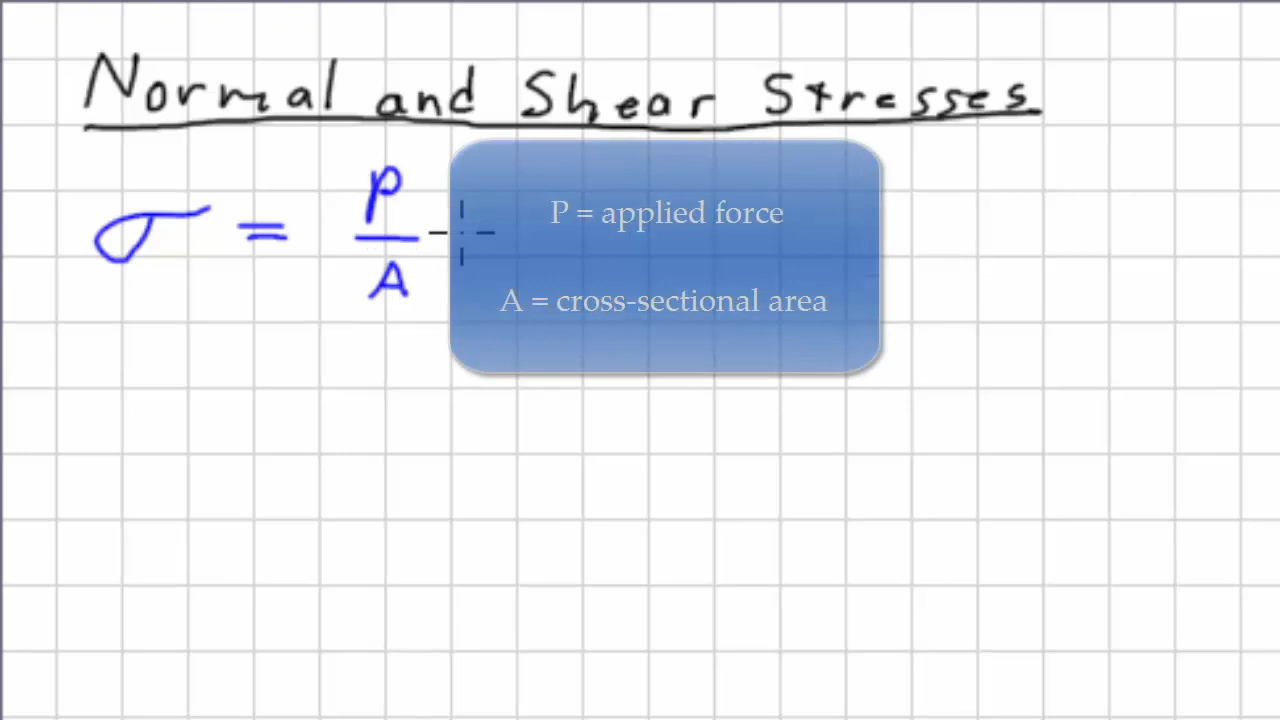 Normal and Shear Stresses
σ = P/A
P = applied force
A = cross-sectional area